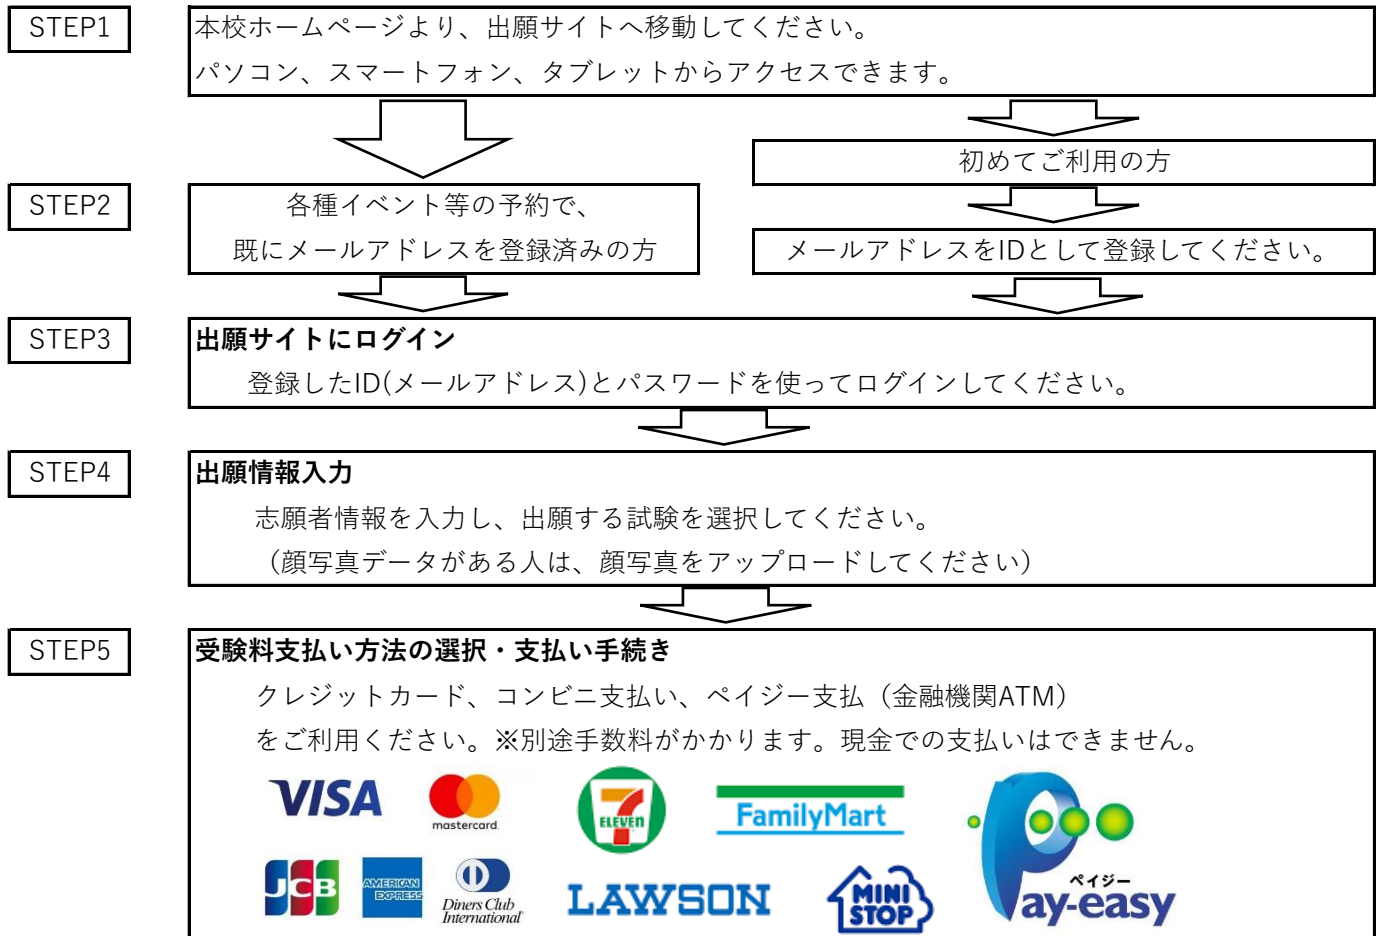 STEP1
本校ホームページより、出願サイトへ移動してください。
パソコン、スマートフォン、タブレットからアクセスできます。
初めてご利用の方
STEP2
各種イベント等の予約で、
既にメールアドレスを登録済みの方
メールアドレスをIDとして登録してください。
STEP3
出願サイトにログイン
登録したID(メールアドレス)とパスワードを使ってログインしてください。
STEP4
出願情報入力
志願者情報を入力し、出願する試験を選択してください。
（顔写真データがある人は、顔写真をアップロードしてください）
STEP5
受験料支払い方法の選択・支払い手続き
クレジットカード、コンビニ支払い、ペイジー支払（金融機関ATM）
をご利用ください。※別途手数料がかかります。現金での支払いはできません。
VISA
mastercard.
7
ELEVEN
FamilyMart
JCB
AMERICAN
EXPRESS
Diners Club
International
LAWSON
MINI
STOP
ペイジー
Pay-easy